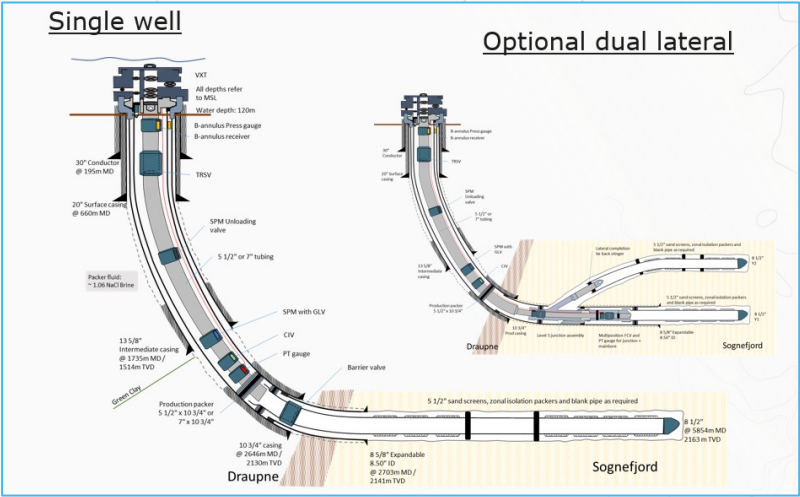 Single well
Optional dual lateral
VXT
All depths refer
to MSL
Water depth: 120m
B-annulus Press gauge
B-annulus receiver
30" Conductor
@ 195m MD
TRSV
20" Surface casing
@ 660m MD
SPM Unloading
valve
5 1/2" or 7" tubing
Packer fluid:
~ 1.06 NaCl Brine
SPM with GLV
13 5/8"
Intermediate casing
@ 1735m MD /
1514m TVD
CIV
PT gauge
Green Clay
Barrier valve
Production packer
5 1/2" x 10 3/4" or
7" x 10 3/4"
5 1/2" sand screens, zonal isolation packers and blank pipe as required
10 3/4" casing
@ 2646m MD /
2130m TVD
8 5/8" Expandable
8.50" ID
@ 2703m MD /
2141m TVD
8 1/2"
@ 5854m MD
2163 m TVD
Draupne
Sognefjord
B-annulus Press gauge
B-annulus receiver
30"
Conductor
TRSV
20" Surface
casing
SPM
Unloading
valve
5 1/2" or
7" tubing
SPM with
GLV
13 5/8"
Intermediate
casing
CIV
Production packer
5 1/2" x 10 3/4"
Lateral completion
tie back stinger
5 1/2" sand screens, zonal isolation packers and
blank pipe as required
8 1/2"
Y2
5 1/2" sand screens, zonal isolation packers and
blank pipe as required
8 1/2"
Y1
10 3/4"
Prod casing
Level 5 junction assembly
Multiposition FCV and
PT gauge for junction +
mainbore
8 5/8" Expandable
8.50" ID
Draupne
Sognefjord